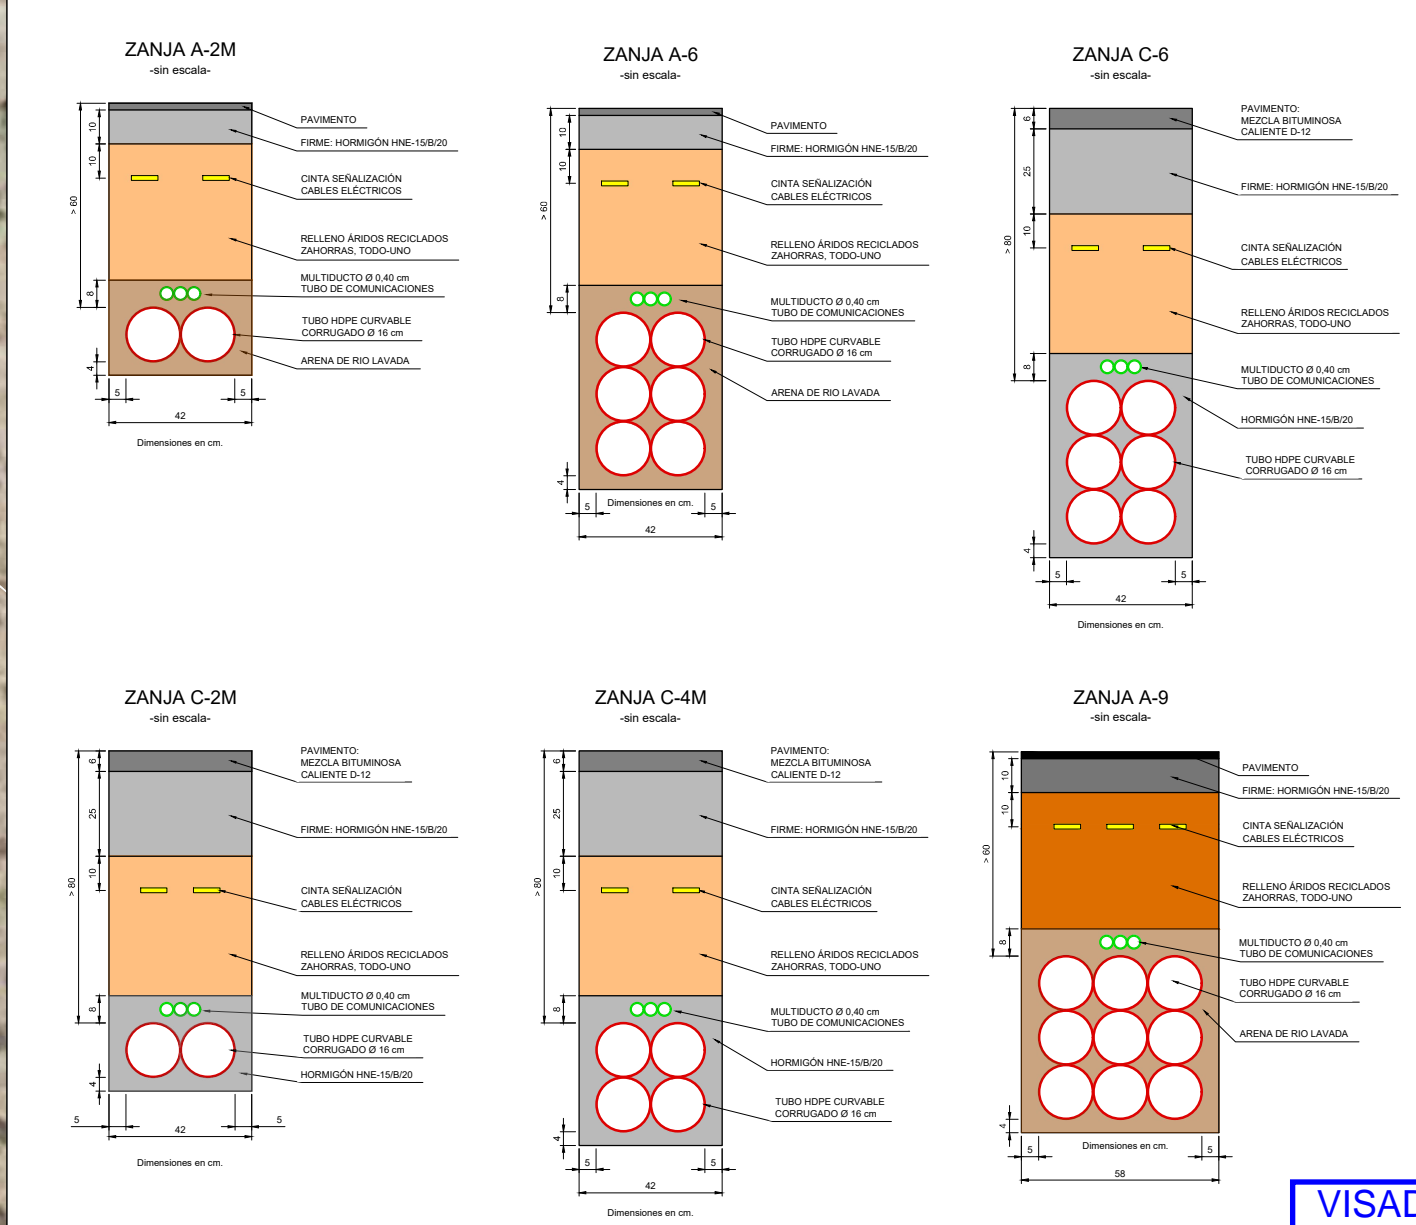 ZANJA A-2M
-sin escala-
10
10
> 60
8
4
5
5
42
PAVIMENTO
FIRME: HORMIGÓN HNE-15/B/20
CINTA SEÑALIZACIÓN
CABLES ELÉCTRICOS
RELLENO ÁRIDOS RECICLADOS
ZAHORRAS, TODO-UNO
MULTIDUCTO Ø 0,40 cm
TUBO DE COMUNICACIONES
TUBO HDPE CURVABLE
CORRUGADO Ø 16 cm
ARENA DE RIO LAVADA
Dimensiones en cm.
ZANJA A-6
-sin escala-
10
10
> 60
8
4
5
5
42
PAVIMENTO
FIRME: HORMIGÓN HNE-15/B/20
CINTA SEÑALIZACIÓN
CABLES ELÉCTRICOS
RELLENO ÁRIDOS RECICLADOS
ZAHORRAS, TODO-UNO
MULTIDUCTO Ø 0,40 cm
TUBO DE COMUNICACIONES
TUBO HDPE CURVABLE
CORRUGADO Ø 16 cm
ARENA DE RIO LAVADA
Dimensiones en cm.
ZANJA C-6
-sin escala-
6
25
10
> 80
8
4
5
5
42
PAVIMENTO:
MEZCLA BITUMINOSA
CALIENTE D-12
FIRME: HORMIGÓN HNE-15/B/20
CINTA SEÑALIZACIÓN
CABLES ELÉCTRICOS
RELLENO ÁRIDOS RECICLADOS
ZAHORRAS, TODO-UNO
MULTIDUCTO Ø 0,40 cm
TUBO DE COMUNICACIONES
HORMIGÓN HNE-15/B/20
TUBO HDPE CURVABLE
CORRUGADO Ø 16 cm
Dimensiones en cm.
ZANJA C-2M
-sin escala-
6
25
10
> 80
8
4
5
5
42
PAVIMENTO:
MEZCLA BITUMINOSA
CALIENTE D-12
FIRME: HORMIGÓN HNE-15/B/20
CINTA SEÑALIZACIÓN
CABLES ELÉCTRICOS
RELLENO ÁRIDOS RECICLADOS
ZAHORRAS, TODO-UNO
MULTIDUCTO Ø 0,40 cm
TUBO DE COMUNICACIONES
TUBO HDPE CURVABLE
CORRUGADO Ø 16 cm
HORMIGÓN HNE-15/B/20
Dimensiones en cm.
ZANJA C-4M
-sin escala-
6
25
10
> 80
8
4
5
5
42
PAVIMENTO:
MEZCLA BITUMINOSA
CALIENTE D-12
FIRME: HORMIGÓN HNE-15/B/20
CINTA SEÑALIZACIÓN
CABLES ELÉCTRICOS
RELLENO ÁRIDOS RECICLADOS
ZAHORRAS, TODO-UNO
MULTIDUCTO Ø 0,40 cm
TUBO DE COMUNICACIONES
HORMIGÓN HNE-15/B/20
TUBO HDPE CURVABLE
CORRUGADO Ø 16 cm
Dimensiones en cm.
ZANJA A-9
-sin escala-
10
10
> 60
8
4
5
5
58
PAVIMENTO
FIRME: HORMIGÓN HNE-15/B/20
CINTA SEÑALIZACIÓN
CABLES ELÉCTRICOS
RELLENO ÁRIDOS RECICLADOS
ZAHORRAS, TODO-UNO
MULTIDUCTO Ø 0,40 cm
TUBO DE COMUNICACIONES
TUBO HDPE CURVABLE
CORRUGADO Ø 16 cm
ARENA DE RIO LAVADA
Dimensiones en cm.
VISAD